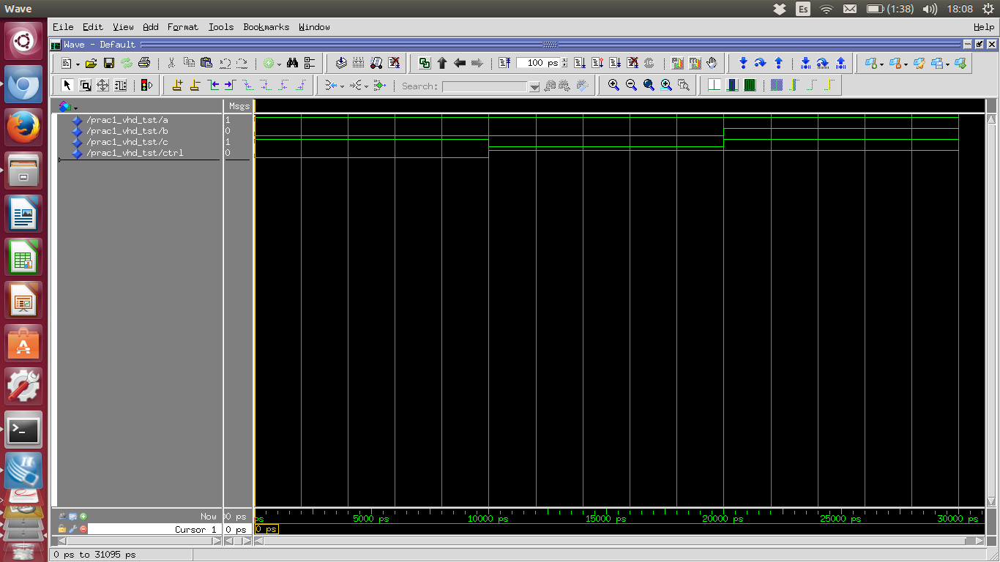 Wave
Es
(1:38)
18:08
File Edit View Add Format Tools Bookmarks Window Help
Wave - Default
100 ps
Search:
Msgs
/prac1_vhd_tst/a 1
/prac1_vhd_tst/b 0
/prac1_vhd_tst/c 1
/prac1_vhd_tst/ctrl 0
Now 00 ps
ps 5000 ps 10000 ps 15000 ps 20000 ps 25000 ps 30000 ps
Cursor 1 0 ps 0 ps
0 ps to 31095 ps